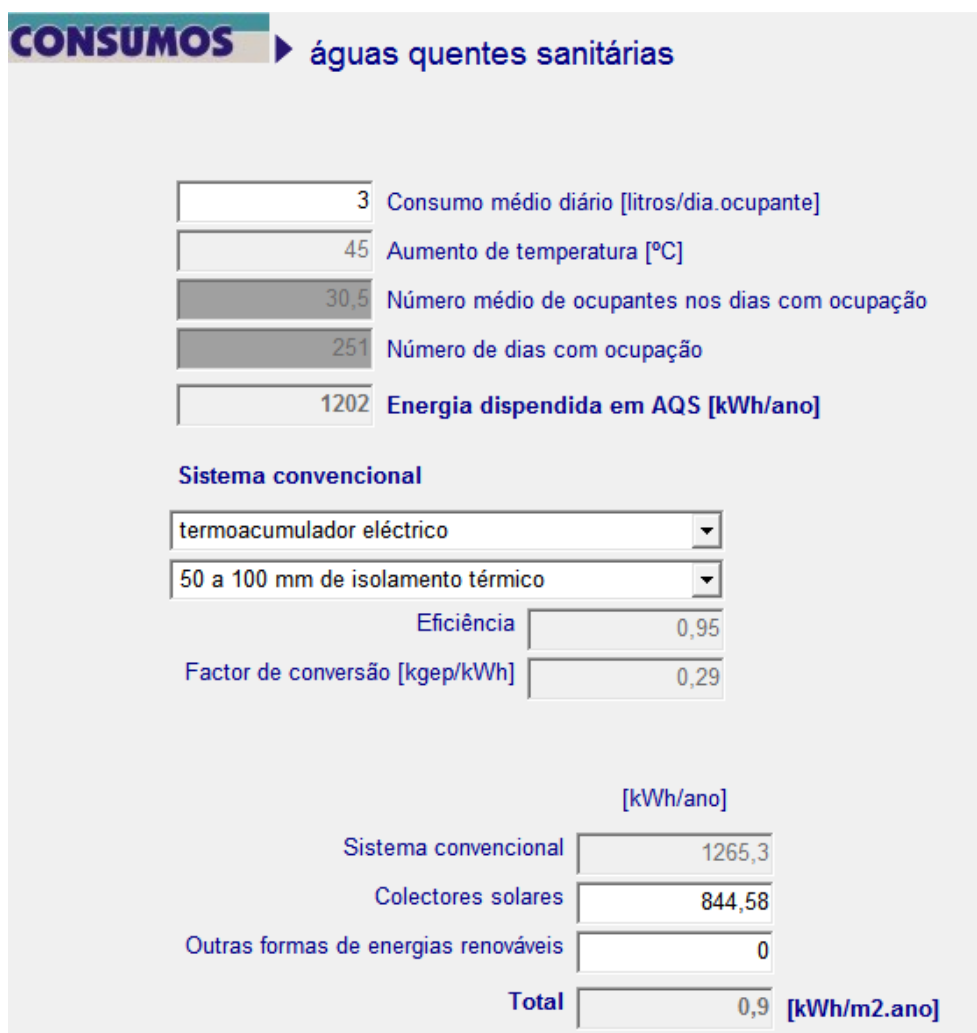 CONSUMOS águas quentes sanitárias
3 Consumo médio diário [litros/dia.ocupante]
45 Aumento de temperatura [ºC]
30,5 Número médio de ocupantes nos dias com ocupação
251 Número de dias com ocupação
1202 Energia dispendida em AQS [kWh/ano]
Sistema convencional
termoacumulador eléctrico
50 a 100 mm de isolamento térmico
Eficiência 0,95
Factor de conversão [kgep/kWh] 0,29
[kWh/ano]
Sistema convencional 1265,3
Colectores solares 844,58
Outras formas de energias renováveis 0
Total 0,9 [kWh/m2.ano]